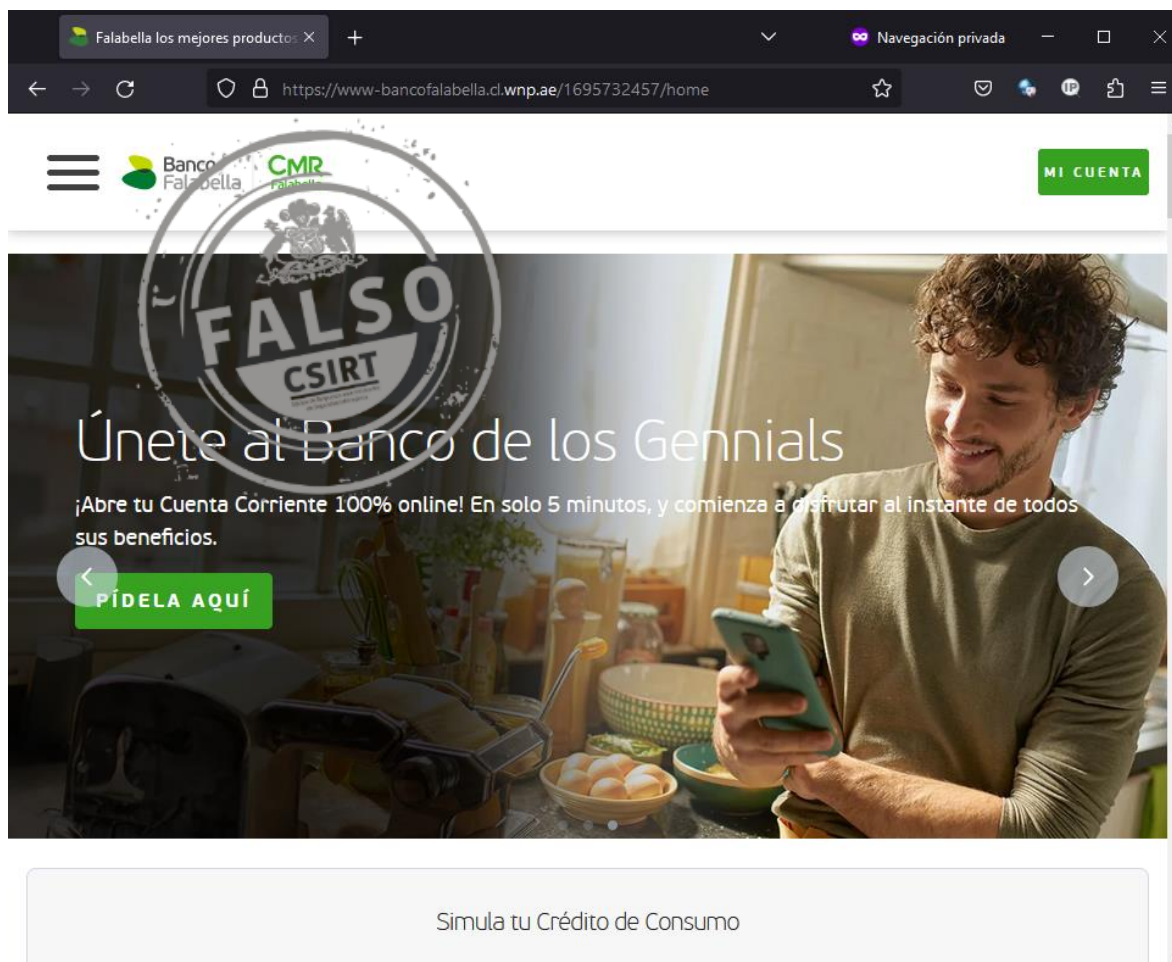 Falabella los mejores productos
Navegación privada
https://www-bancofalabella.cl.wnp.ae/1695732457/home
IP
Banco
Falabella
CMR
Falabella
MI CUENTA
FALSO
CSIRT
Únete al Banco de los Gennials
¡Abre tu Cuenta Corriente 100% online! En solo 5 minutos, y comienza a disfrutar al instante de todos
sus beneficios.
PÍDELA AQUÍ
Simula tu Crédito de Consumo